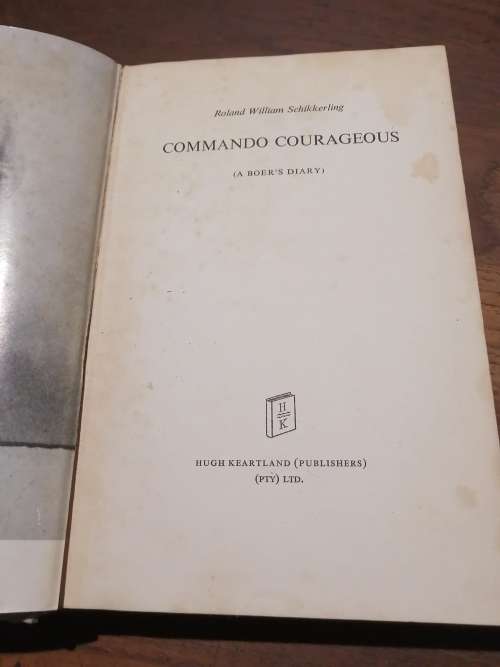 Roland William Schikkerling
COMMANDO COURAGEOUS
(A BOER'S DIARY)
H
K
HUGH KEARTLAND (PUBLISHERS)
(PTY) LTD.